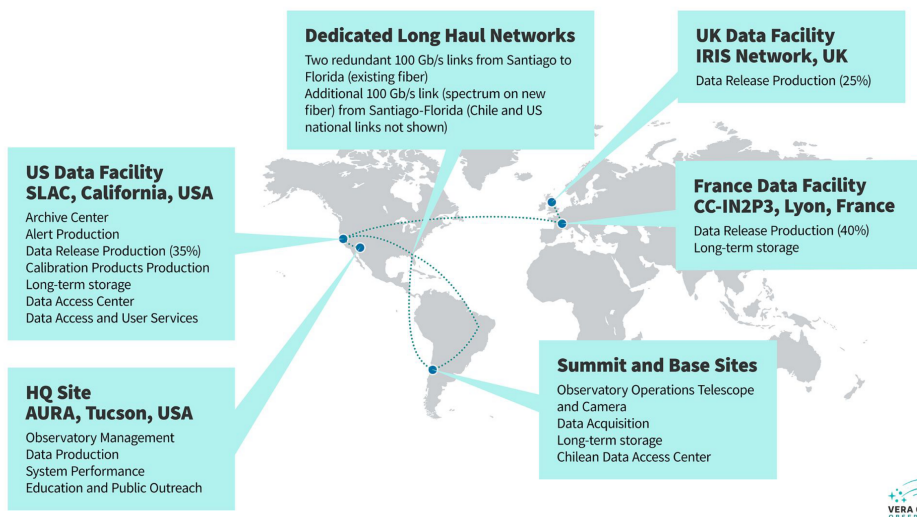 Dedicated Long Haul Networks
Two redundant 100 Gb/s links from Santiago to
Florida (existing fiber)
Additional 100 Gb/s link (spectrum on new
fiber) from Santiago-Florida (Chile and US
national links not shown)
UK Data Facility
IRIS Network, UK
Data Release Production (25%)
US Data Facility
SLAC, California, USA
Archive Center
Alert Production
Data Release Production (35%)
Calibration Products Production
Long-term storage
Data Access Center
Data Access and User Services
France Data Facility
CC-IN2P3, Lyon, France
Data Release Production (40%)
Long-term storage
HQ Site
AURA, Tucson, USA
Observatory Management
Data Production
System Performance
Education and Public Outreach
Summit and Base Sites
Observatory Operations Telescope
and Camera
Data Acquisition
Long-term storage
Chilean Data Access Center
VERA